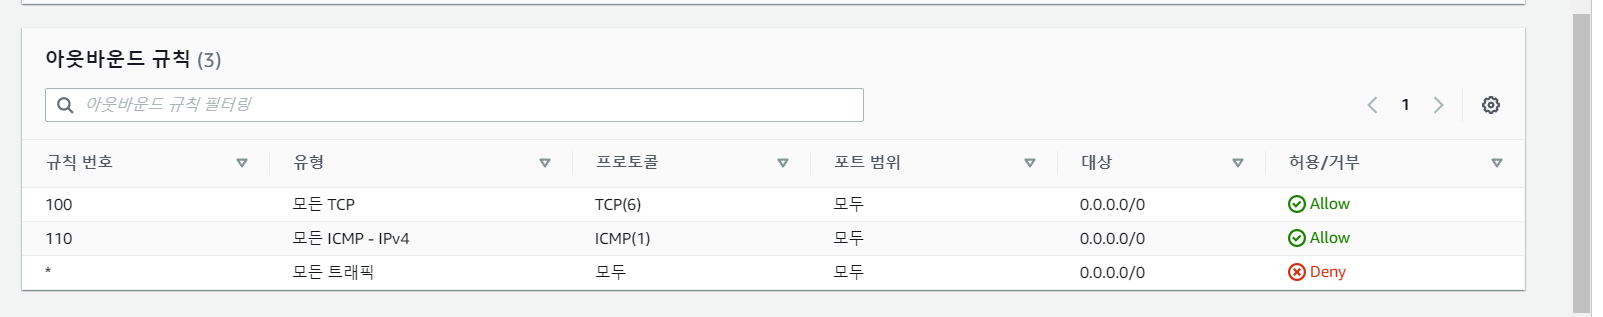 아웃바운드 규칙 (3)
아웃바운드 규칙 필터링
1
규칙 번호 유형 프로토콜 포트 범위 대상 허용/거부
100 모든 TCP TCP(6) 모두 0.0.0.0/0 Allow
110 모든 ICMP - IPv4 ICMP(1) 모두 0.0.0.0/0 Allow
* 모든 트래픽 모두 모두 0.0.0.0/0 Deny